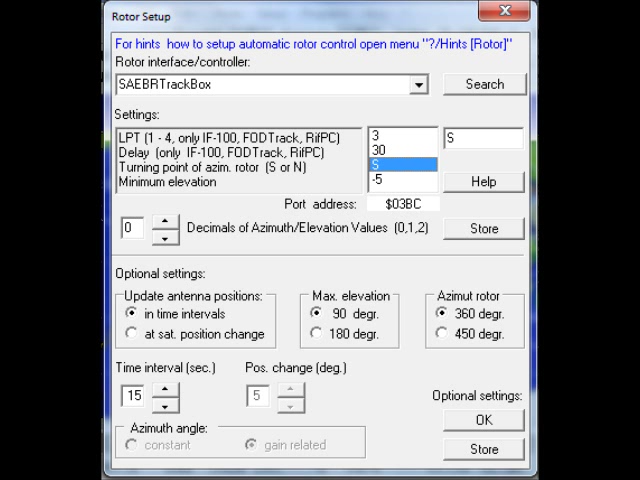 Rotor Setup
For hints how to setup automatic rotor control open menu "?/Hints [Rotor]"
Rotor interface/controller:
SAEBRTrackBox
Search
Settings:
LPT (1 - 4, only IF-100, FODTrack, RifPC)
3
S
Delay (only IF-100, FODTrack, RifPC)
30
Turning point of azim. rotor (S or N)
S
Minimum elevation
-5
Help
Port address:
$03BC
0
Decimals of Azimuth/Elevation Values (0,1,2)
Store
Optional settings:
Update antenna positions:
in time intervals
at sat. position change
Max. elevation
90 degr.
180 degr.
Azimut rotor
360 degr.
450 degr.
Time interval (sec.)
15
Pos. change (deg.)
5
Optional settings:
OK
Azimuth angle:
constant
gain related
Store